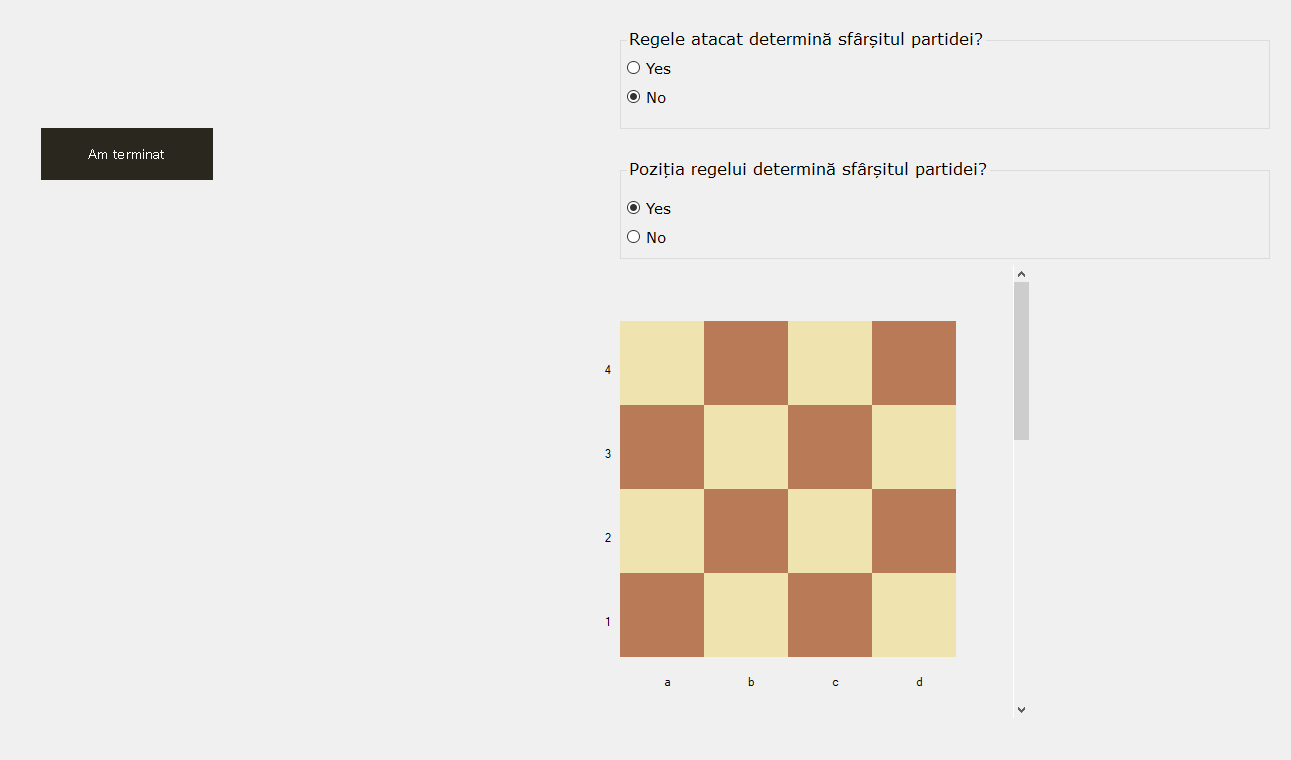 Regele atacat determină sfârșitul partidei?
Yes
No
Am terminat
Poziția regelui determină sfârșitul partidei?
Yes
No
4
3
2
1
a b c d